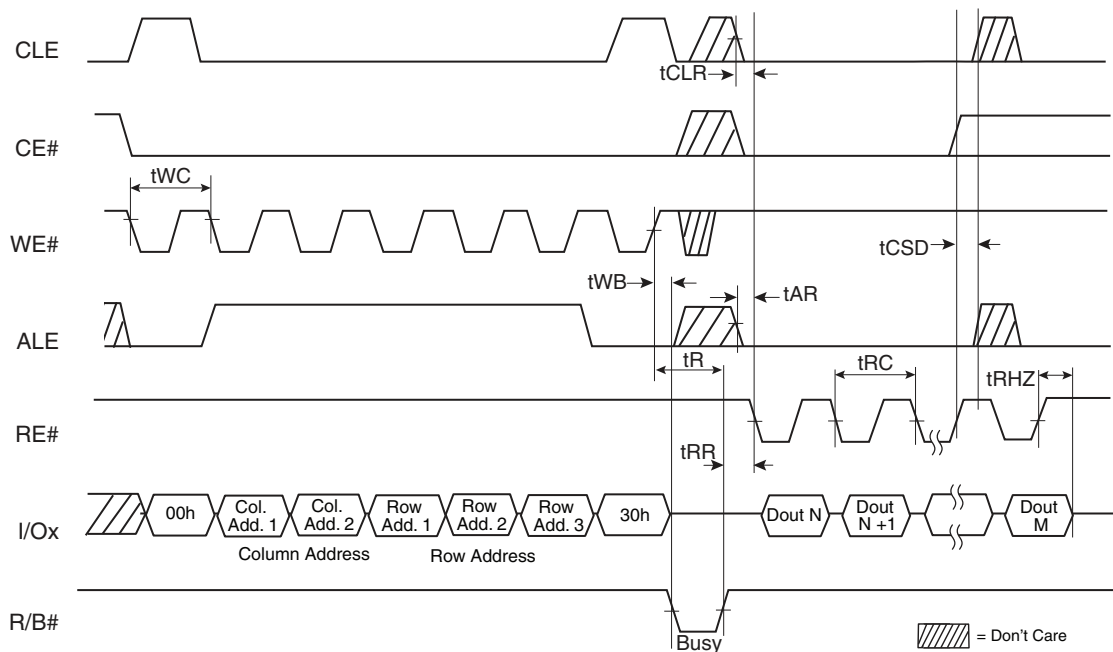 CLE
tCLR
CE#
tWC
WE#
tCSD
tWB
tAR
ALE
tR
tRC
tRHZ
RE#
tRR
I/Ox
00h
Col.
Add. 1
Col.
Add. 2
Row
Add. 1
Row
Add. 2
Row
Add. 3
30h
Dout N
Dout
N +1
Dout
M
Column Address
Row Address
R/B#
Busy
= Don't Care